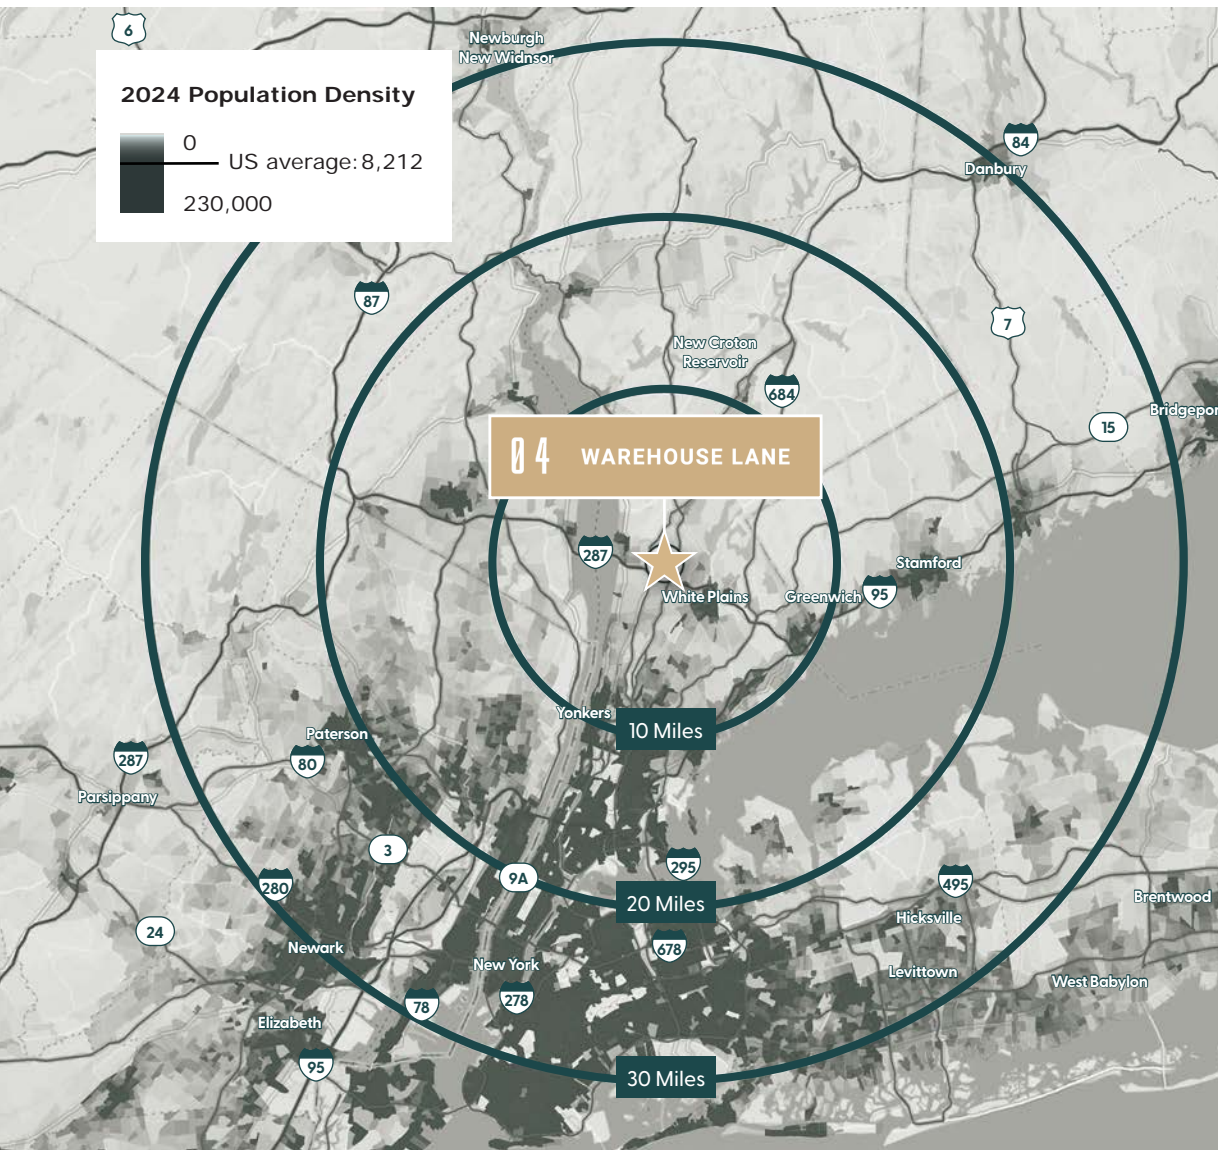 6
Newburgh
New Widnsor
2024 Population Density
0
US average: 8,212
230,000
84
Danbury
87
7
New Croton
Reservoir
684
Bridgepor
15
04 WAREHOUSE LANE
287
Stamford
White Plains
Greenwich
95
Yonkers
10 Miles
Paterson
80
287
Parsippany
3
9A
295
280
495
20 Miles
Brentwood
24
Hicksville
Newark
678
New York
Levittown
West Babylon
278
78
Elizabeth
95
30 Miles